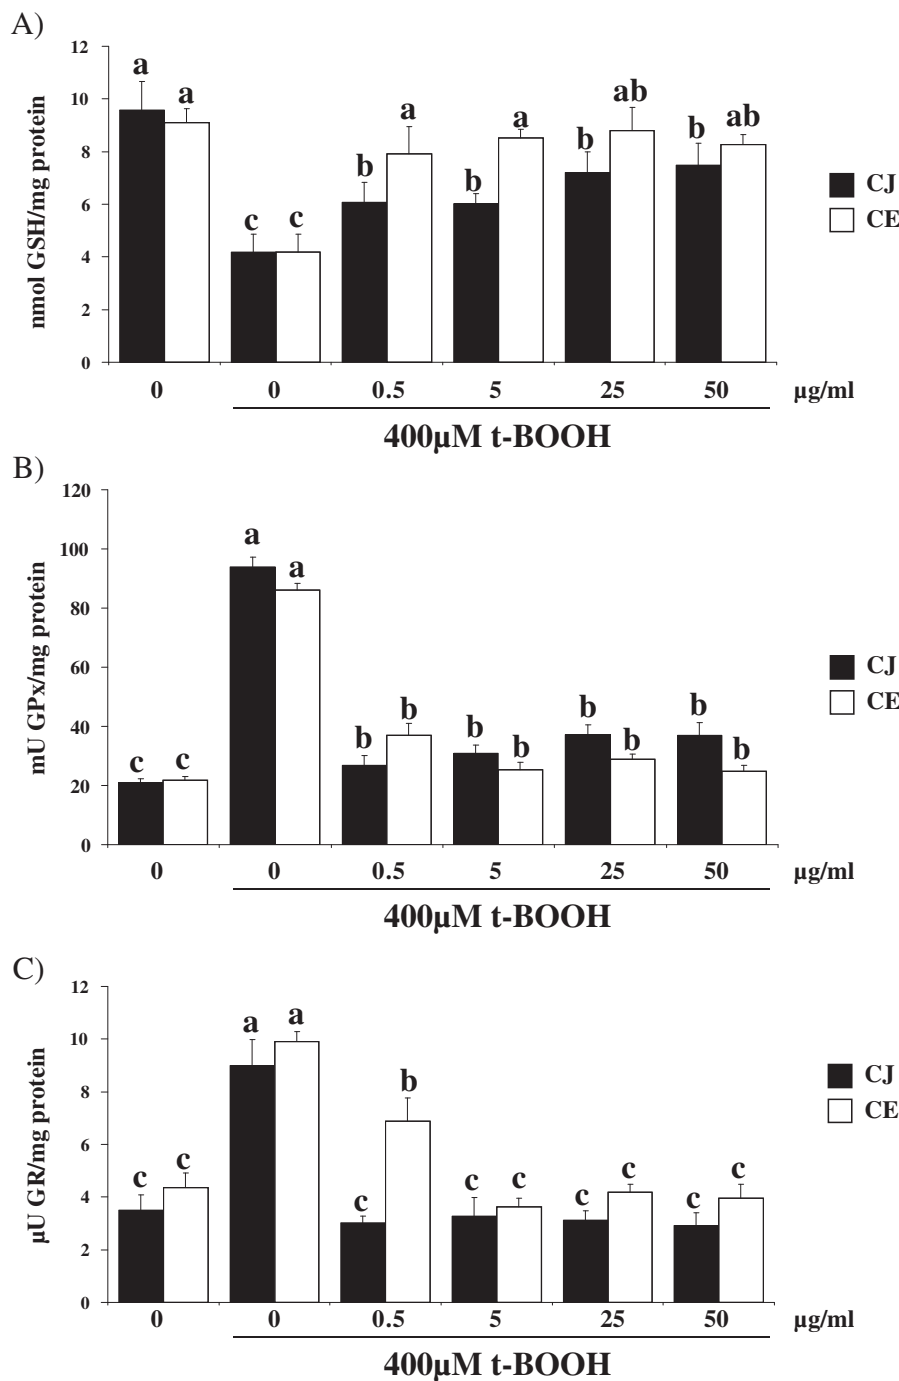 A)
12
10
8
6
4
2
0
nmol GSH/mg protein
a a c c b a b a b ab b ab
CJ
CE
0 0 0.5 5 25 50 µg/ml
400µM t-BOOH
B)
120
100
80
60
40
20
0
mU GPx/mg protein
c c a a b b b b b b b b
CJ
CE
0 0 0.5 5 25 50 µg/ml
400µM t-BOOH
C)
12
10
8
6
4
2
0
µU GR/mg protein
c c a a c b c c c c c c
CJ
CE
0 0 0.5 5 25 50 µg/ml
400µM t-BOOH